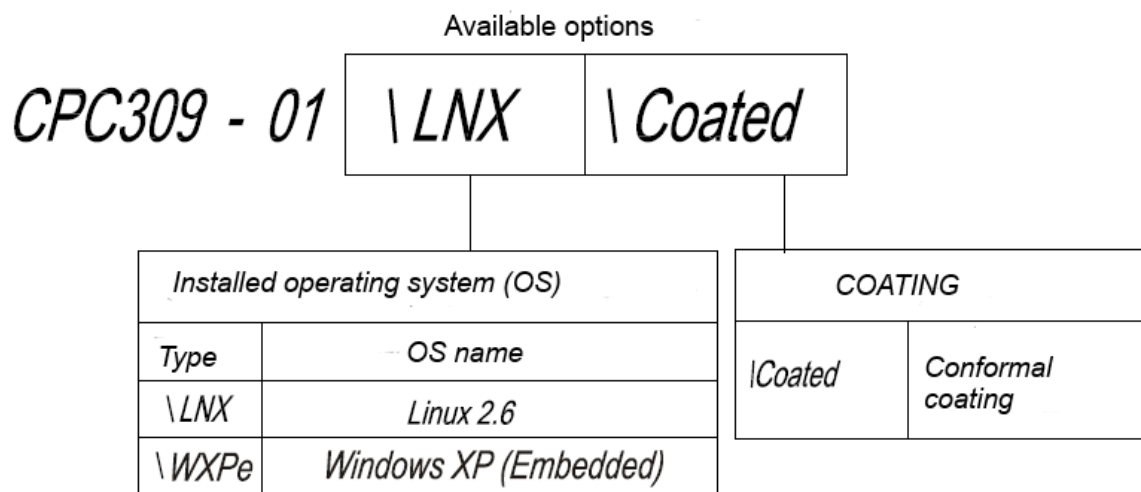 Available options
CPC309 - 01 \LNX \Coated
Installed operating system (OS)
Type OS name
\LNX Linux 2.6
\WXPe Windows XP (Embedded)
COATING
\Coated Conformal
coating